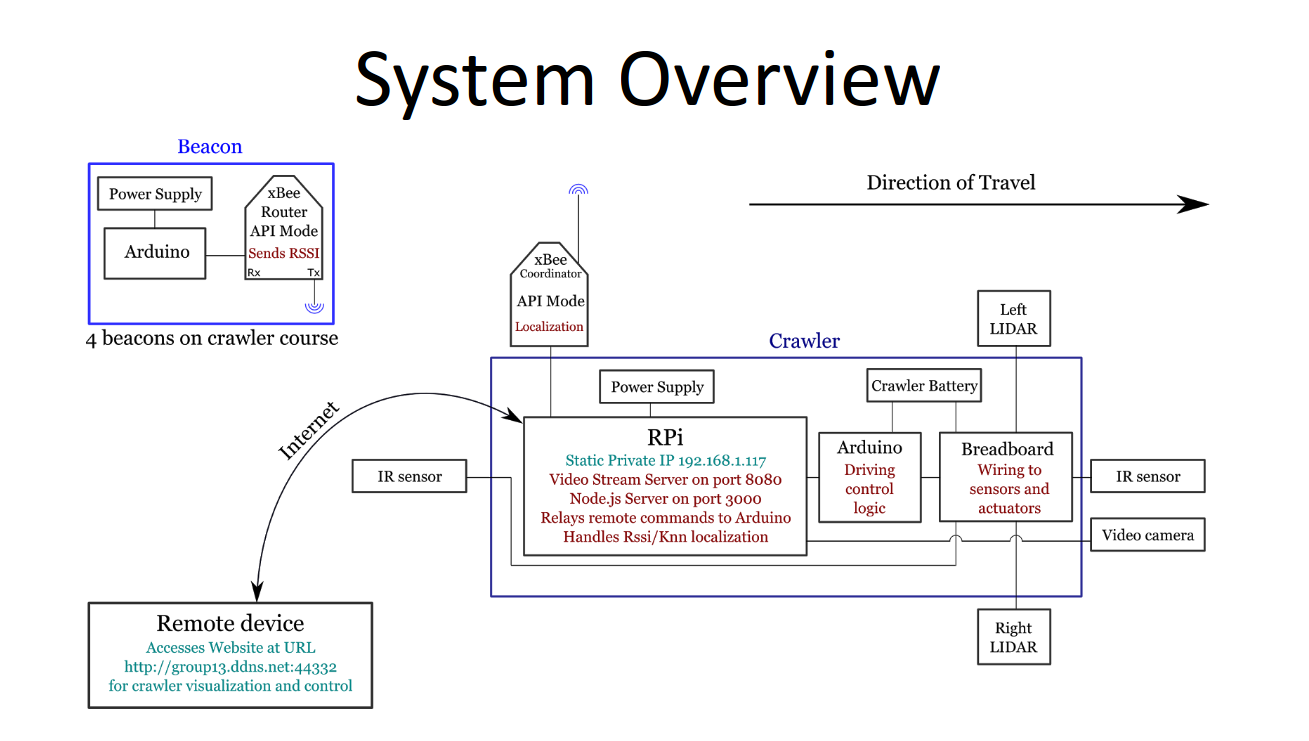 System Overview
Beacon
Power Supply
Arduino
xBee
Router
API Mode
Sends RSSI
Rx Tx
4 beacons on crawler course
Direction of Travel
xBee
Coordinator
API Mode
Localization
Left
LIDAR
Crawler
Power Supply
Crawler Battery
Internet
RPi
Static Private IP 192.168.1.117
Video Stream Server on port 8080
Node.js Server on port 3000
Relays remote commands to Arduino
Handles Rssi/Knn localization
Arduino
Driving
control
logic
Breadboard
Wiring to
sensors and
actuators
IR sensor
IR sensor
Video camera
Right
LIDAR
Remote device
Accesses Website at URL
http://group13.ddns.net:44332
for crawler visualization and control